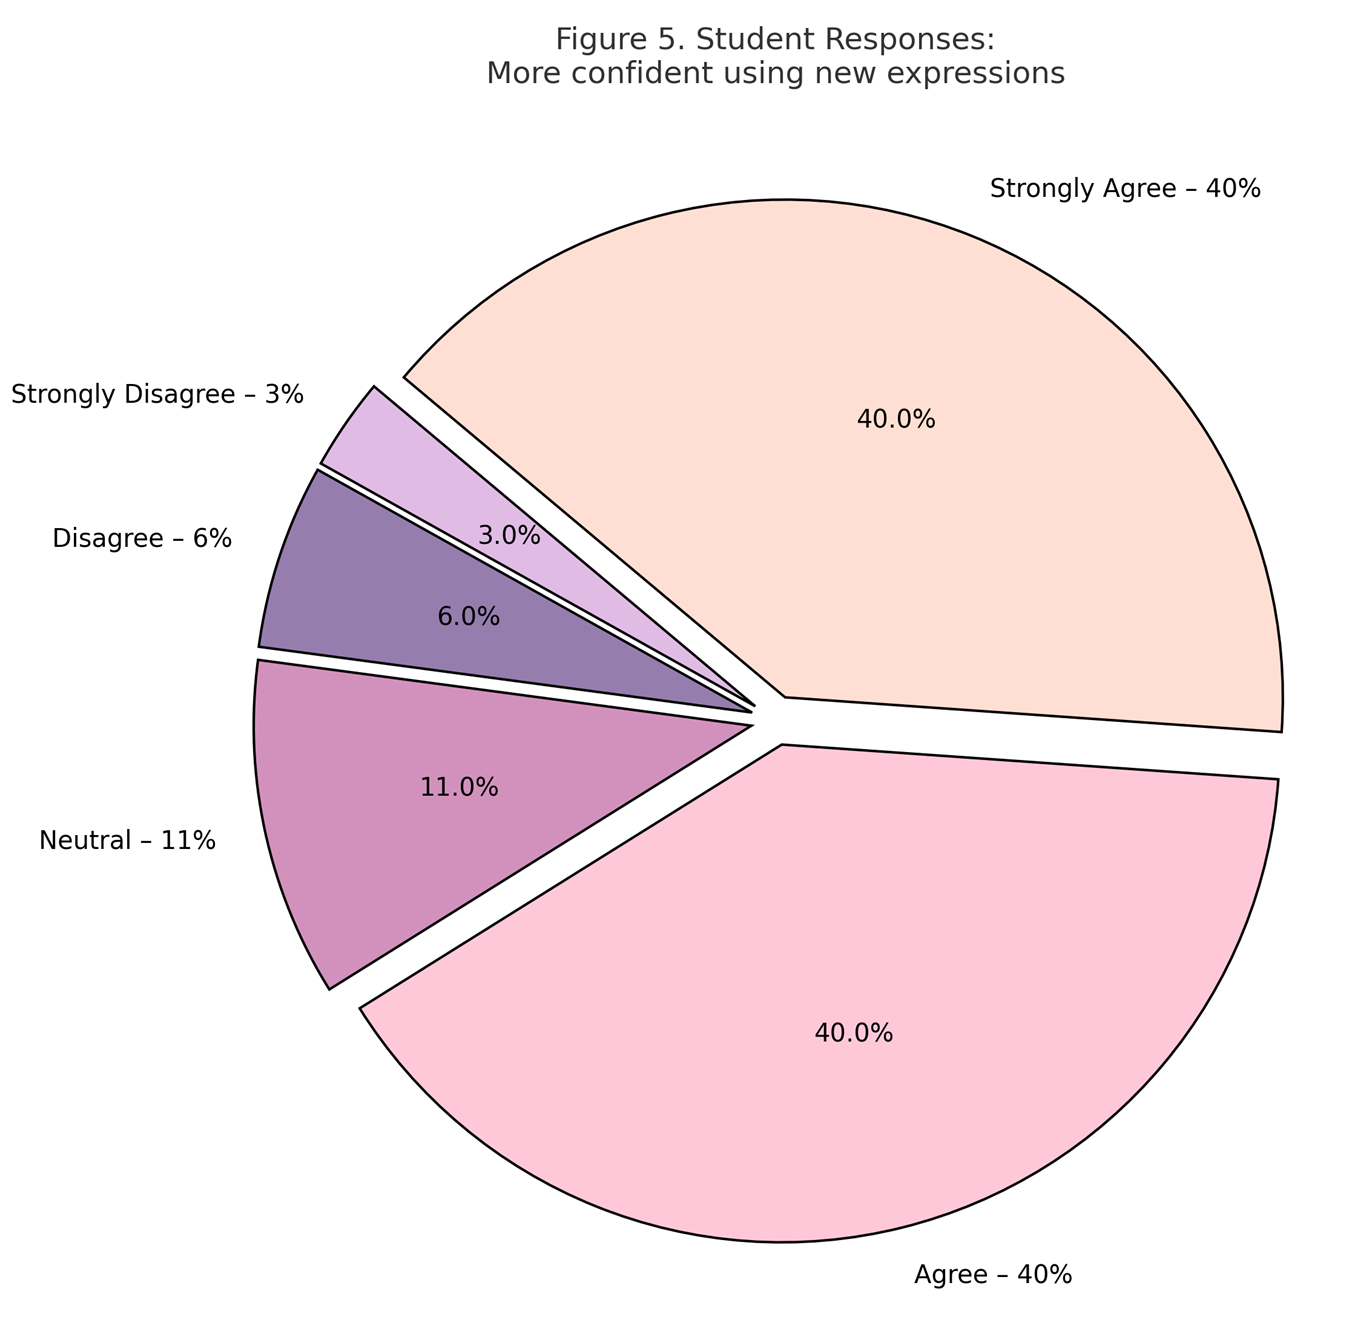 Figure 5. Student Responses:
More confident using new expressions
Strongly Agree – 40%
40.0%
Strongly Disagree – 3%
3.0%
Disagree – 6%
6.0%
Neutral – 11%
11.0%
40.0%
Agree – 40%